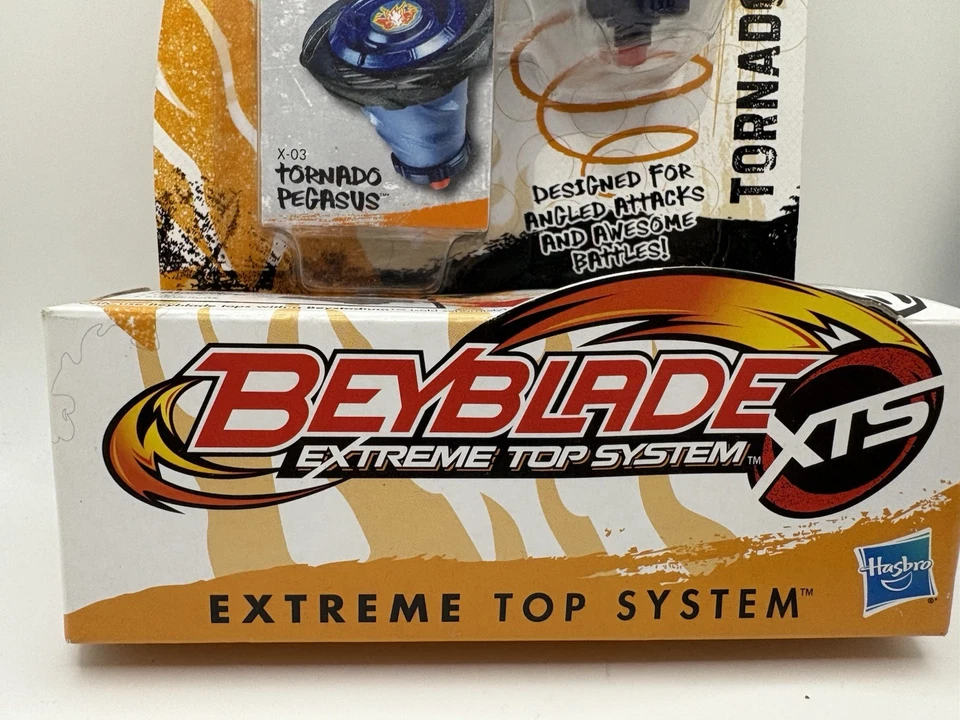 X-03
TORNADO
PEGASUS™
DESIGNED FOR
ANGLED ATTACKS
AND AWESOME
BATTLES!
TORNADO
BEYBLADE
EXTREME TOP SYSTEM™
XTS
Hasbro
®*
EXTREME TOP SYSTEM™